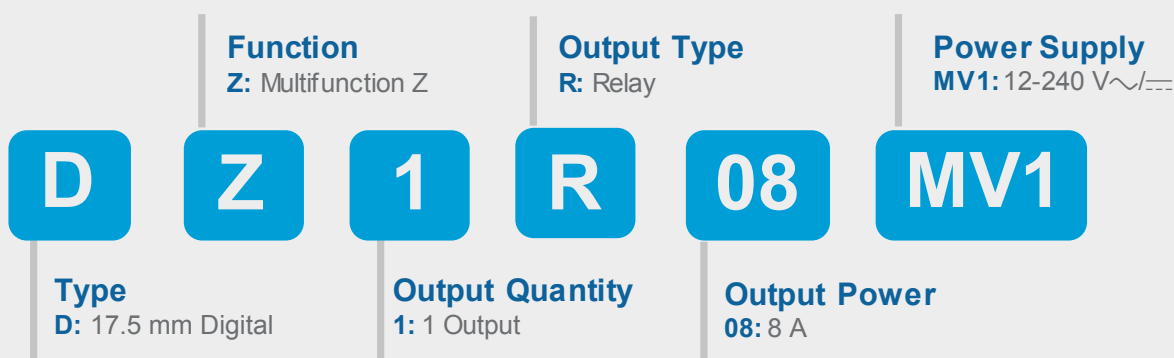 Function
Z: Multifunction Z
Output Type
R: Relay
Power Supply
MV1: 12-240 V~/⎓
D Z 1 R 08 MV1
Type
D: 17.5 mm Digital
Output Quantity
1: 1 Output
Output Power
08: 8 A